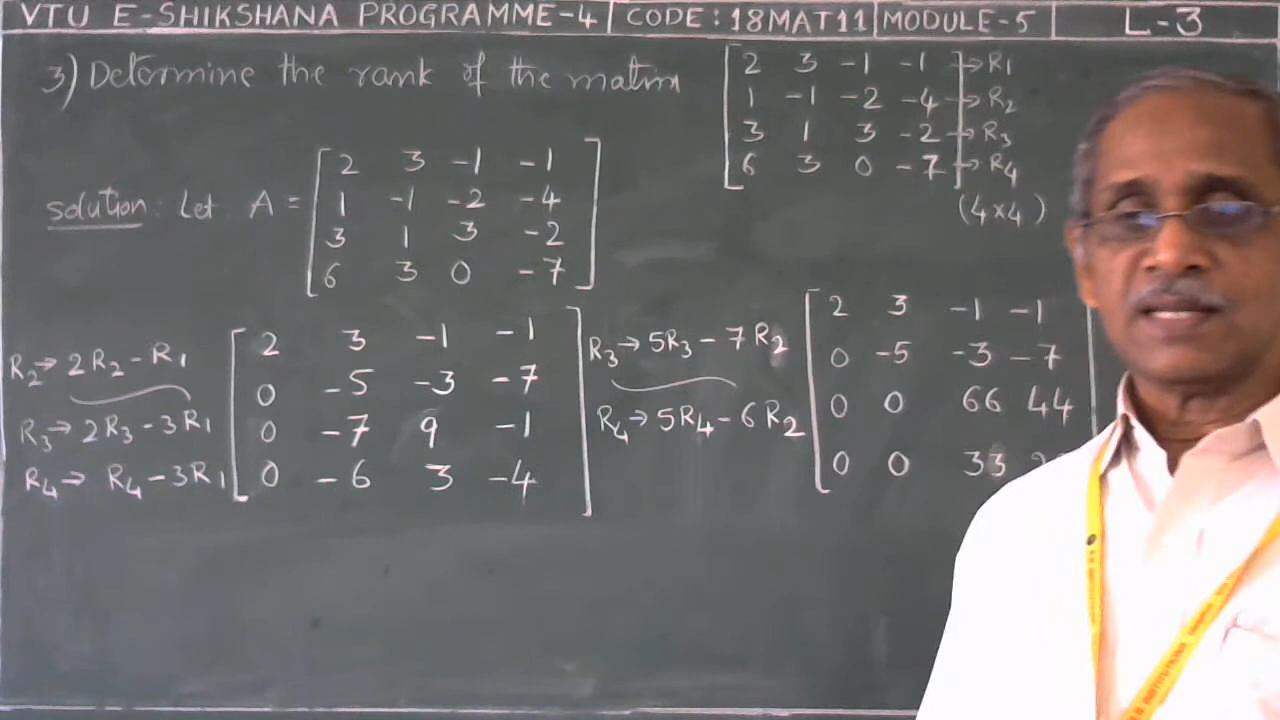 VTU E-SHIKSHANA PROGRAMME-4 CODE: 18MAT11 MODULE-5 L-3
3) Determine the rank of the matrix
2 3 -1 -1 → R1
1 -1 -2 -4 → R2
3 1 3 -2 → R3
6 3 0 -7 → R4
(4×4)
Solution: Let A =
2 3 -1 -1
1 -1 -2 -4
3 1 3 -2
6 3 0 -7
R2 → 2R2 - R1
R3 → 2R3 - 3R1
R4 → R4 - 3R1
2 3 -1 -1
0 -5 -3 -7
0 -7 9 -1
0 -6 3 -4
R3 → 5R3 - 7R2
R4 → 5R4 - 6R2
2 3 -1 -1
0 -5 -3 -7
0 0 66 44
0 0 33